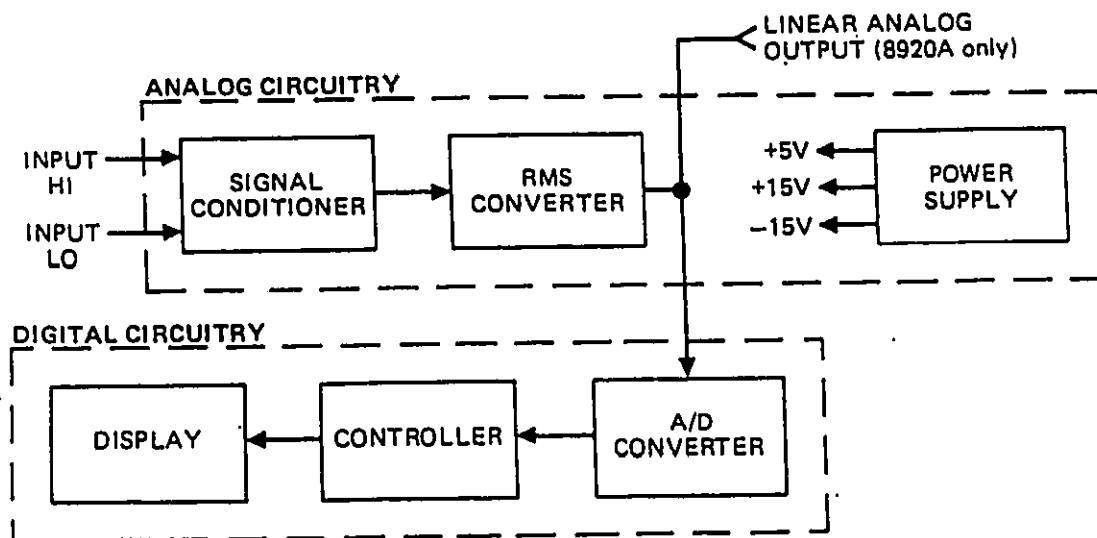 LINEAR ANALOG
OUTPUT (8920A only)
ANALOG CIRCUITRY
INPUT
HI
INPUT
LO
SIGNAL
CONDITIONER
RMS
CONVERTER
+5V
+15V
-15V
POWER
SUPPLY
DIGITAL CIRCUITRY
DISPLAY
CONTROLLER
A/D
CONVERTER